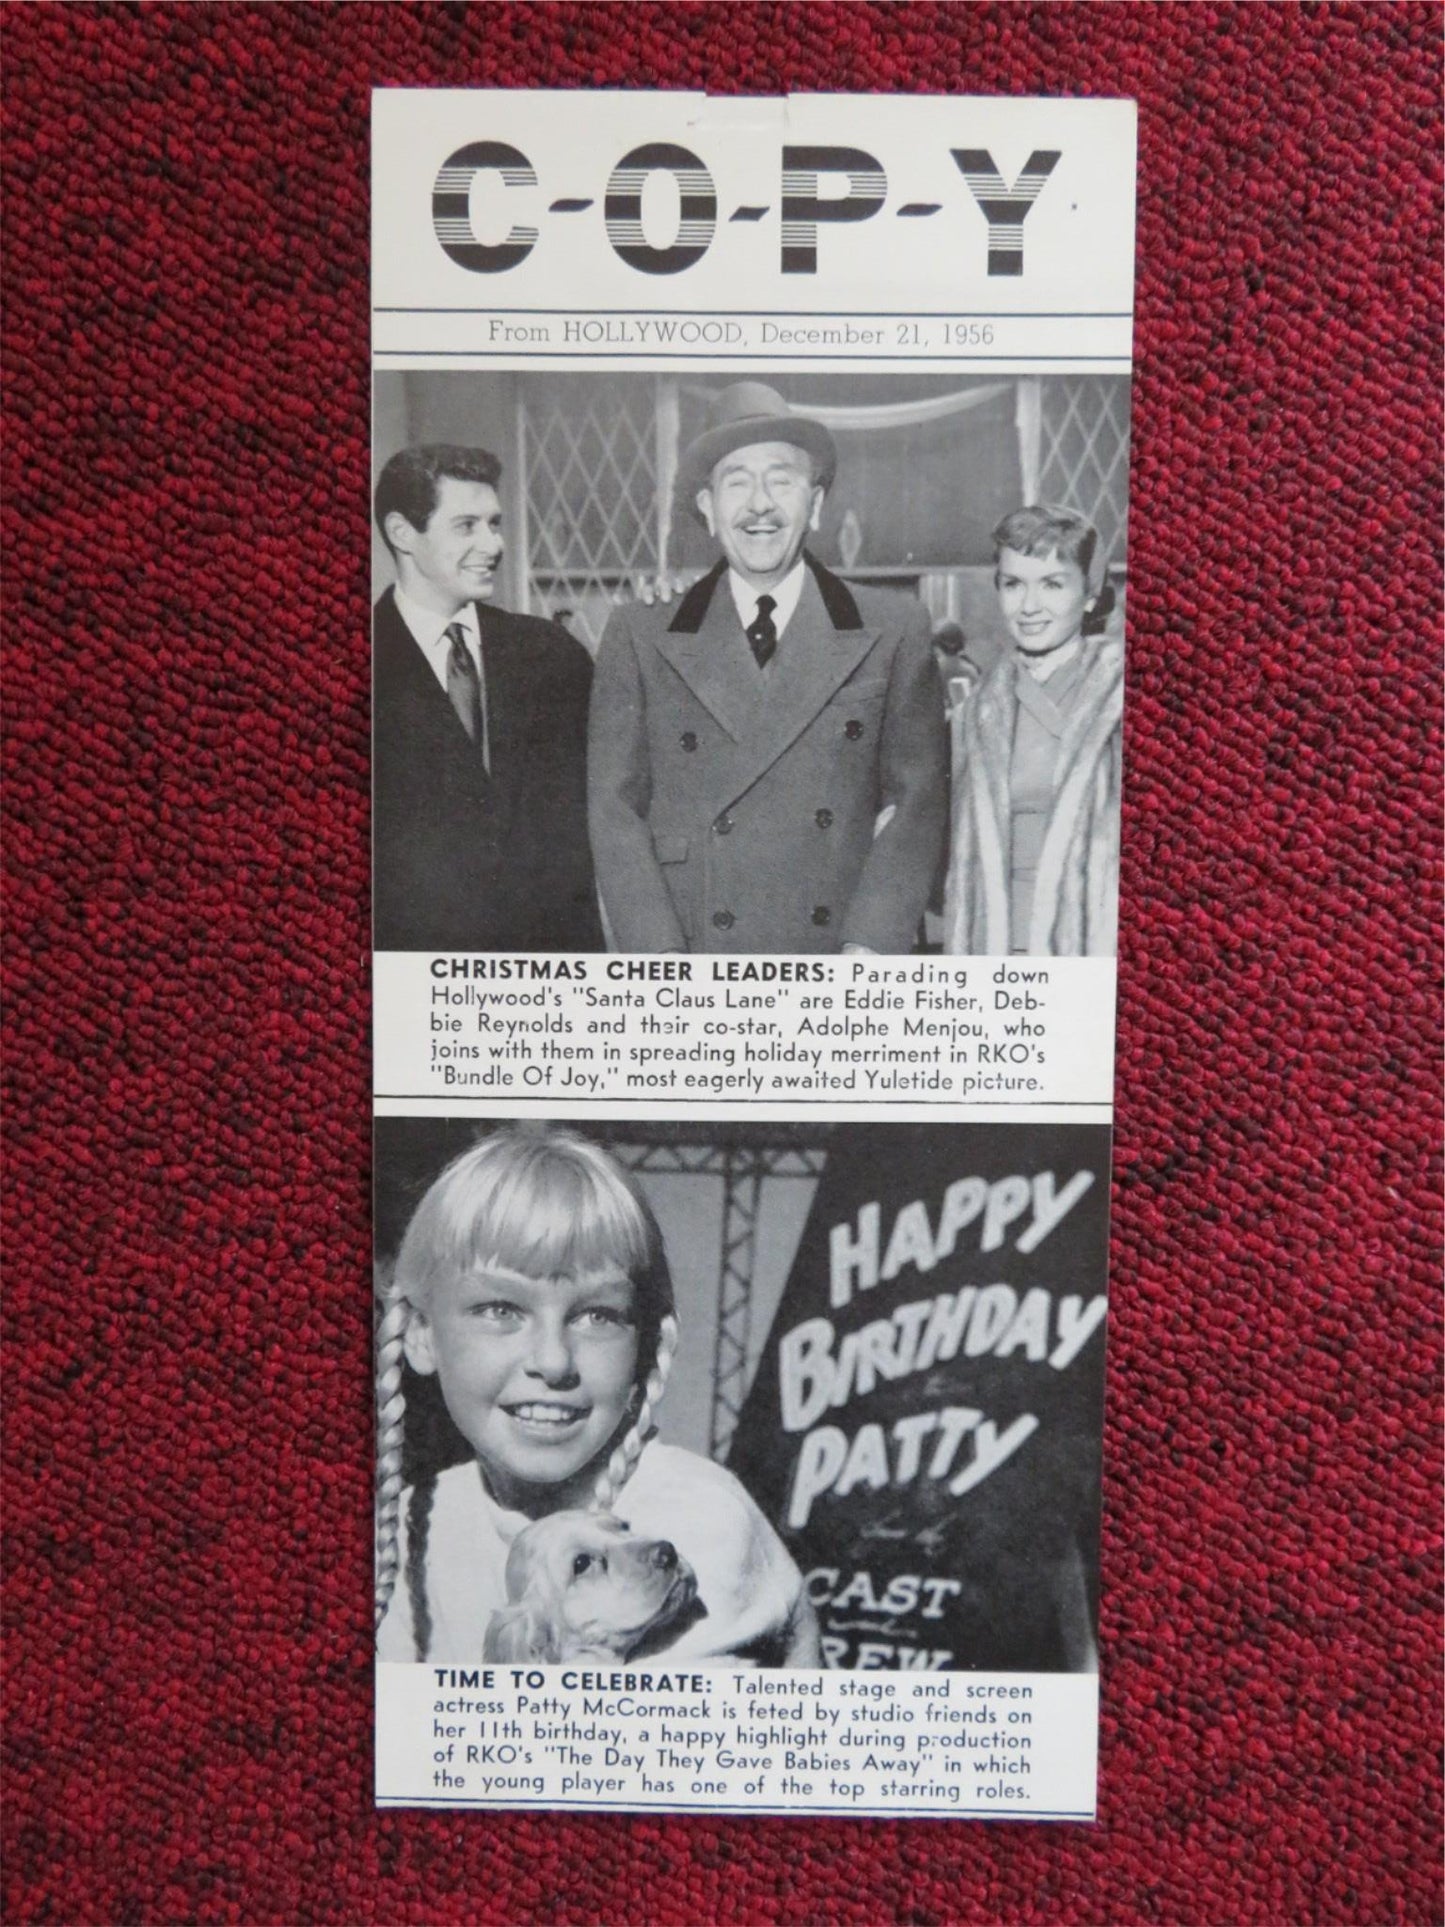 C-O-P-Y
From HOLLYWOOD, December 21, 1956
CHRISTMAS CHEER LEADERS: Parading down
Hollywood's "Santa Claus Lane" are Eddie Fisher, Deb-
bie Reynolds and their co-star, Adolphe Menjou, who
joins with them in spreading holiday merriment in RKO's
"Bundle Of Joy," most eagerly awaited Yuletide picture.
HAPPY
BIRTHDAY
PATTY
CAST
TIME TO CELEBRATE: Talented stage and screen
actress Patty McCormack is feted by studio friends on
her 11th birthday, a happy highlight during production
of RKO's "The Day They Gave Babies Away" in which
the young player has one of the top starring roles.